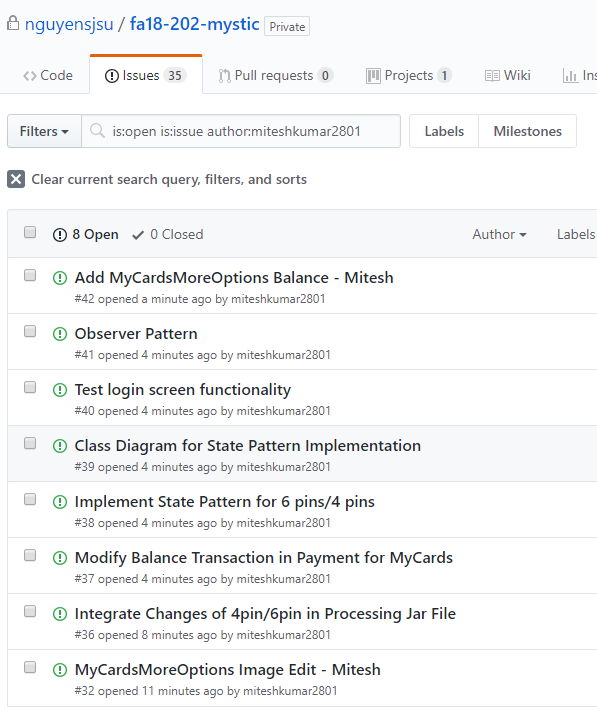 nguyensjsu / fa18-202-mystic Private
Code Issues 35 Pull requests 0 Projects 1 Wiki Ins
Filters is:open is:issue author:miteshkumar2801 Labels Milestones
Clear current search query, filters, and sorts
8 Open 0 Closed Author Labels
Add MyCardsMoreOptions Balance - Mitesh
#42 opened a minute ago by miteshkumar2801
Observer Pattern
#41 opened 4 minutes ago by miteshkumar2801
Test login screen functionality
#40 opened 4 minutes ago by miteshkumar2801
Class Diagram for State Pattern Implementation
#39 opened 4 minutes ago by miteshkumar2801
Implement State Pattern for 6 pins/4 pins
#38 opened 4 minutes ago by miteshkumar2801
Modify Balance Transaction in Payment for MyCards
#37 opened 4 minutes ago by miteshkumar2801
Integrate Changes of 4pin/6pin in Processing Jar File
#36 opened 8 minutes ago by miteshkumar2801
MyCardsMoreOptions Image Edit - Mitesh
#32 opened 11 minutes ago by miteshkumar2801